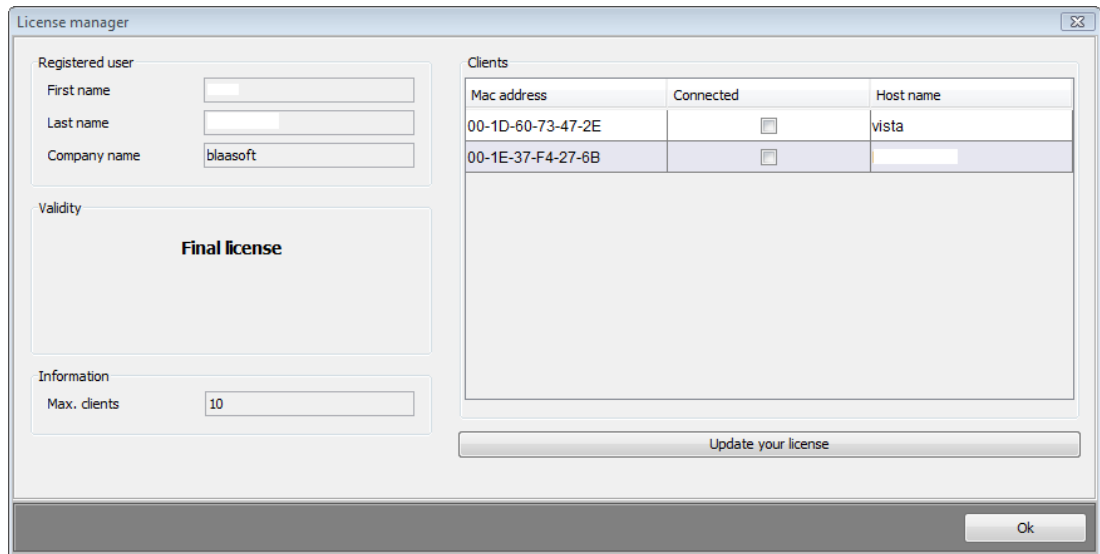 License manager
Registered user
First name
Last name
Company name blaasoft
Validity
Final license
Information
Max. clients 10
Clients
Mac address Connected Host name
00-1D-60-73-47-2E vista
00-1E-37-F4-27-6B
Update your license
Ok